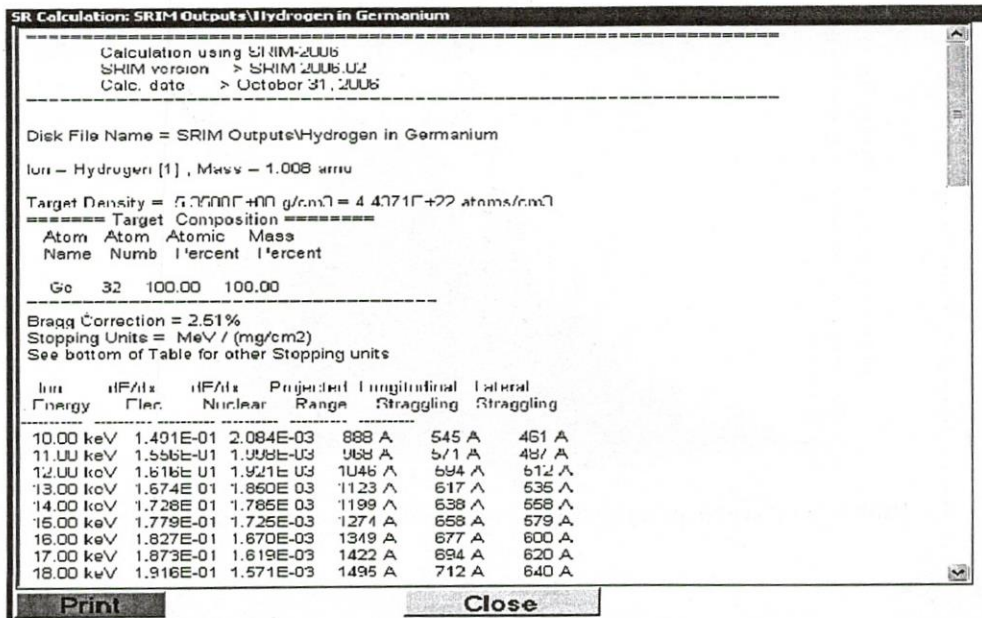 SR Calculation: SRIM Outputs\Hydrogen in Germanium
Calculation using SRIM-2006
SRIM version > SRIM 2006.02
Calc. date > October 31, 2006
Disk File Name = SRIM Outputs\Hydrogen in Germanium
Ion = Hydrogen [1] , Mass = 1.008 amu
Target Density = 5.3500E+00 g/cm3 = 4.4371E+22 atoms/cm3
======= Target Composition ========
Atom Atom Atomic Mass
Name Numb Percent Percent
Ge 32 100.00 100.00
Bragg Correction = 2.51%
Stopping Units = MeV / (mg/cm2)
See bottom of Table for other Stopping units
Ion dE/dx dE/dx Projected Longitudinal Lateral
Energy Elec. Nuclear Range Straggling Straggling
10.00 keV 1.491E-01 2.084E-03 888 A 545 A 461 A
11.00 keV 1.556E-01 1.998E-03 968 A 571 A 487 A
12.00 keV 1.616E-01 1.921E-03 1046 A 594 A 512 A
13.00 keV 1.674E-01 1.850E-03 1123 A 617 A 535 A
14.00 keV 1.728E-01 1.785E-03 1199 A 638 A 558 A
15.00 keV 1.779E-01 1.725E-03 1274 A 658 A 579 A
16.00 keV 1.827E-01 1.670E-03 1349 A 677 A 600 A
17.00 keV 1.873E-01 1.619E-03 1422 A 694 A 620 A
18.00 keV 1.916E-01 1.571E-03 1495 A 712 A 640 A
Print Close